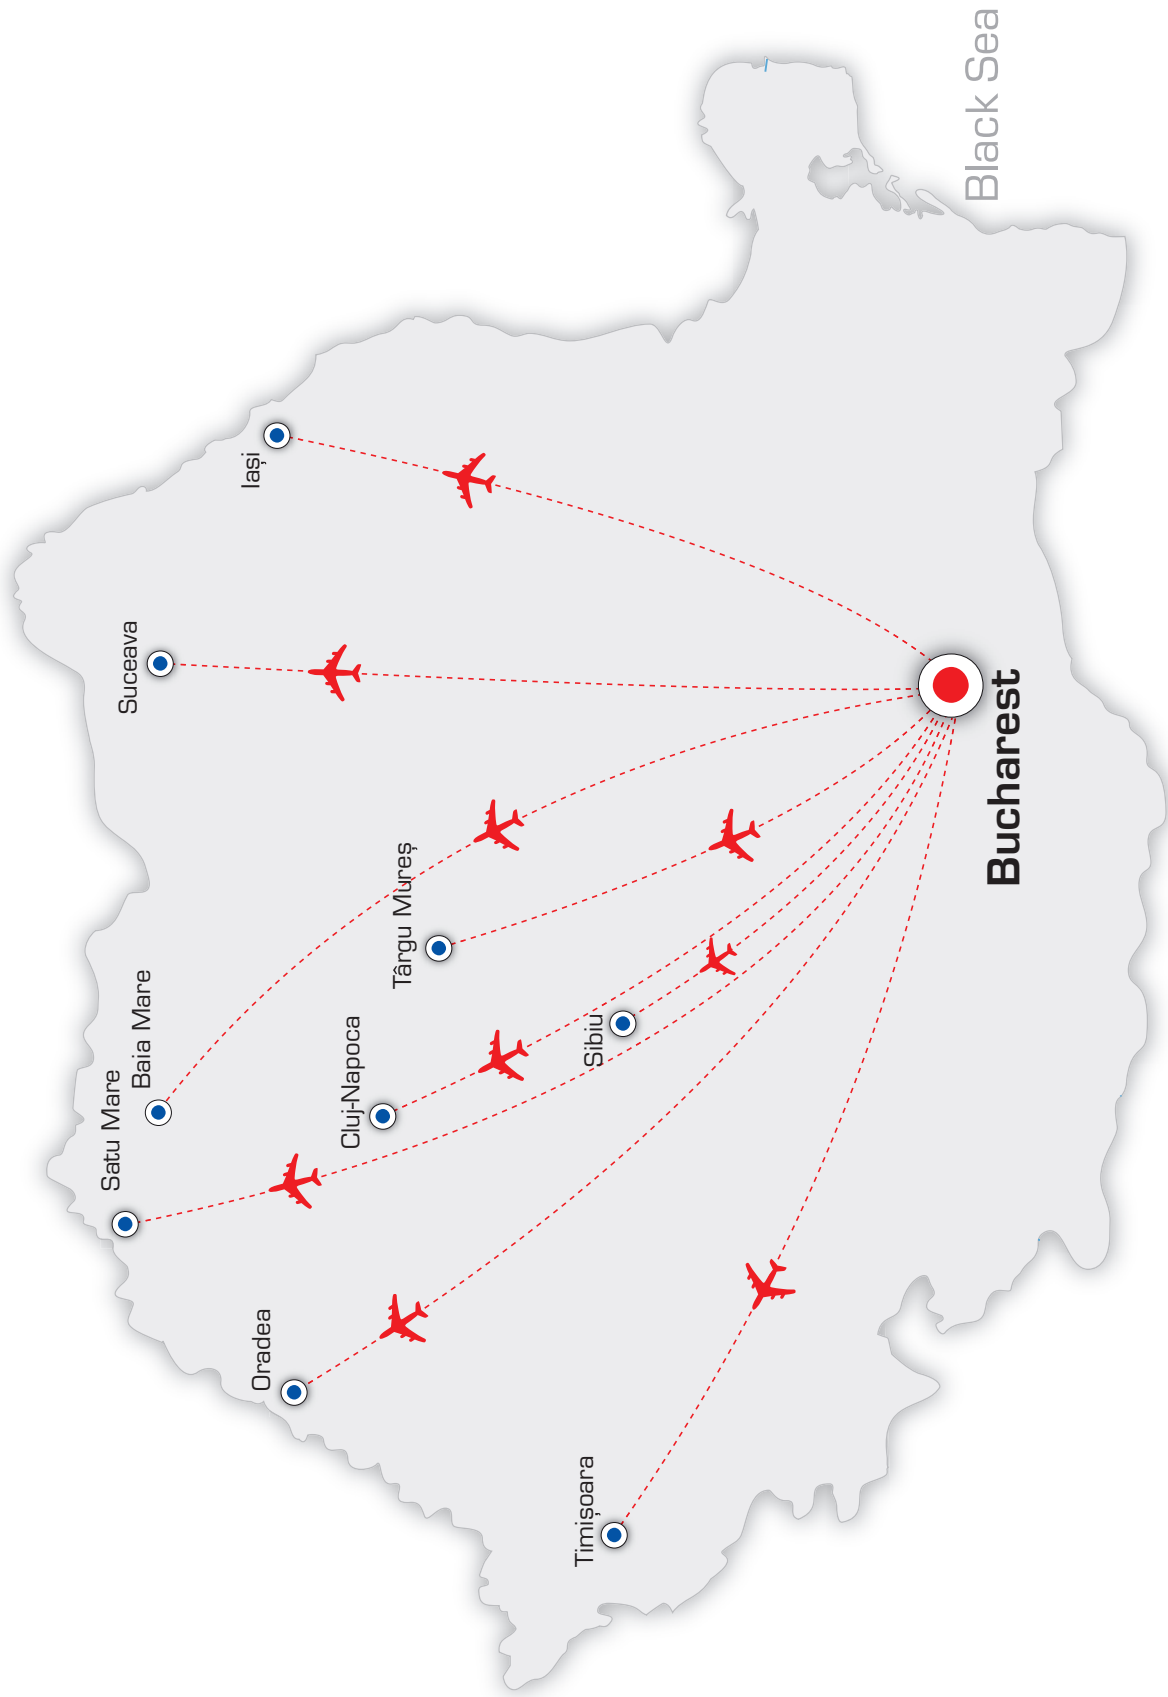 Satu Mare
Baia Mare
Suceava
Oradea
Iași
Cluj-Napoca
Târgu Mureș
Timișoara
Sibiu
Bucharest
Black Sea